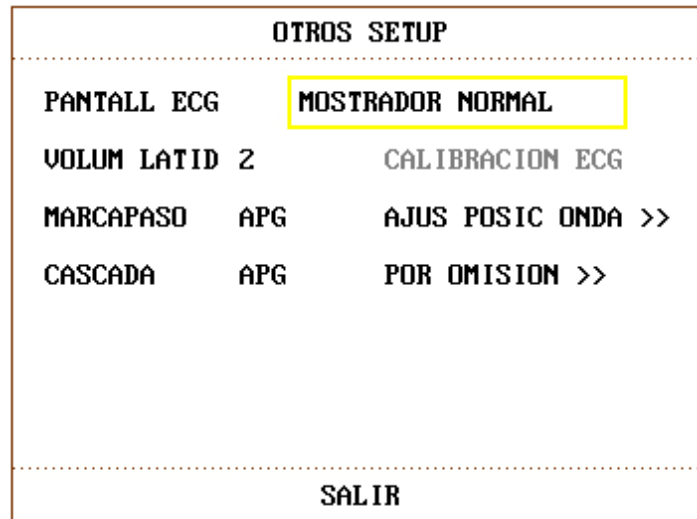 OTROS SETUP
PANTALL ECG MOSTRADOR NORMAL
VOLUM LATID 2 CALIBRACION ECG
MARCAPASO APG AJUS POSIC ONDA >>
CASCADA APG POR OMISION >>
SALIR